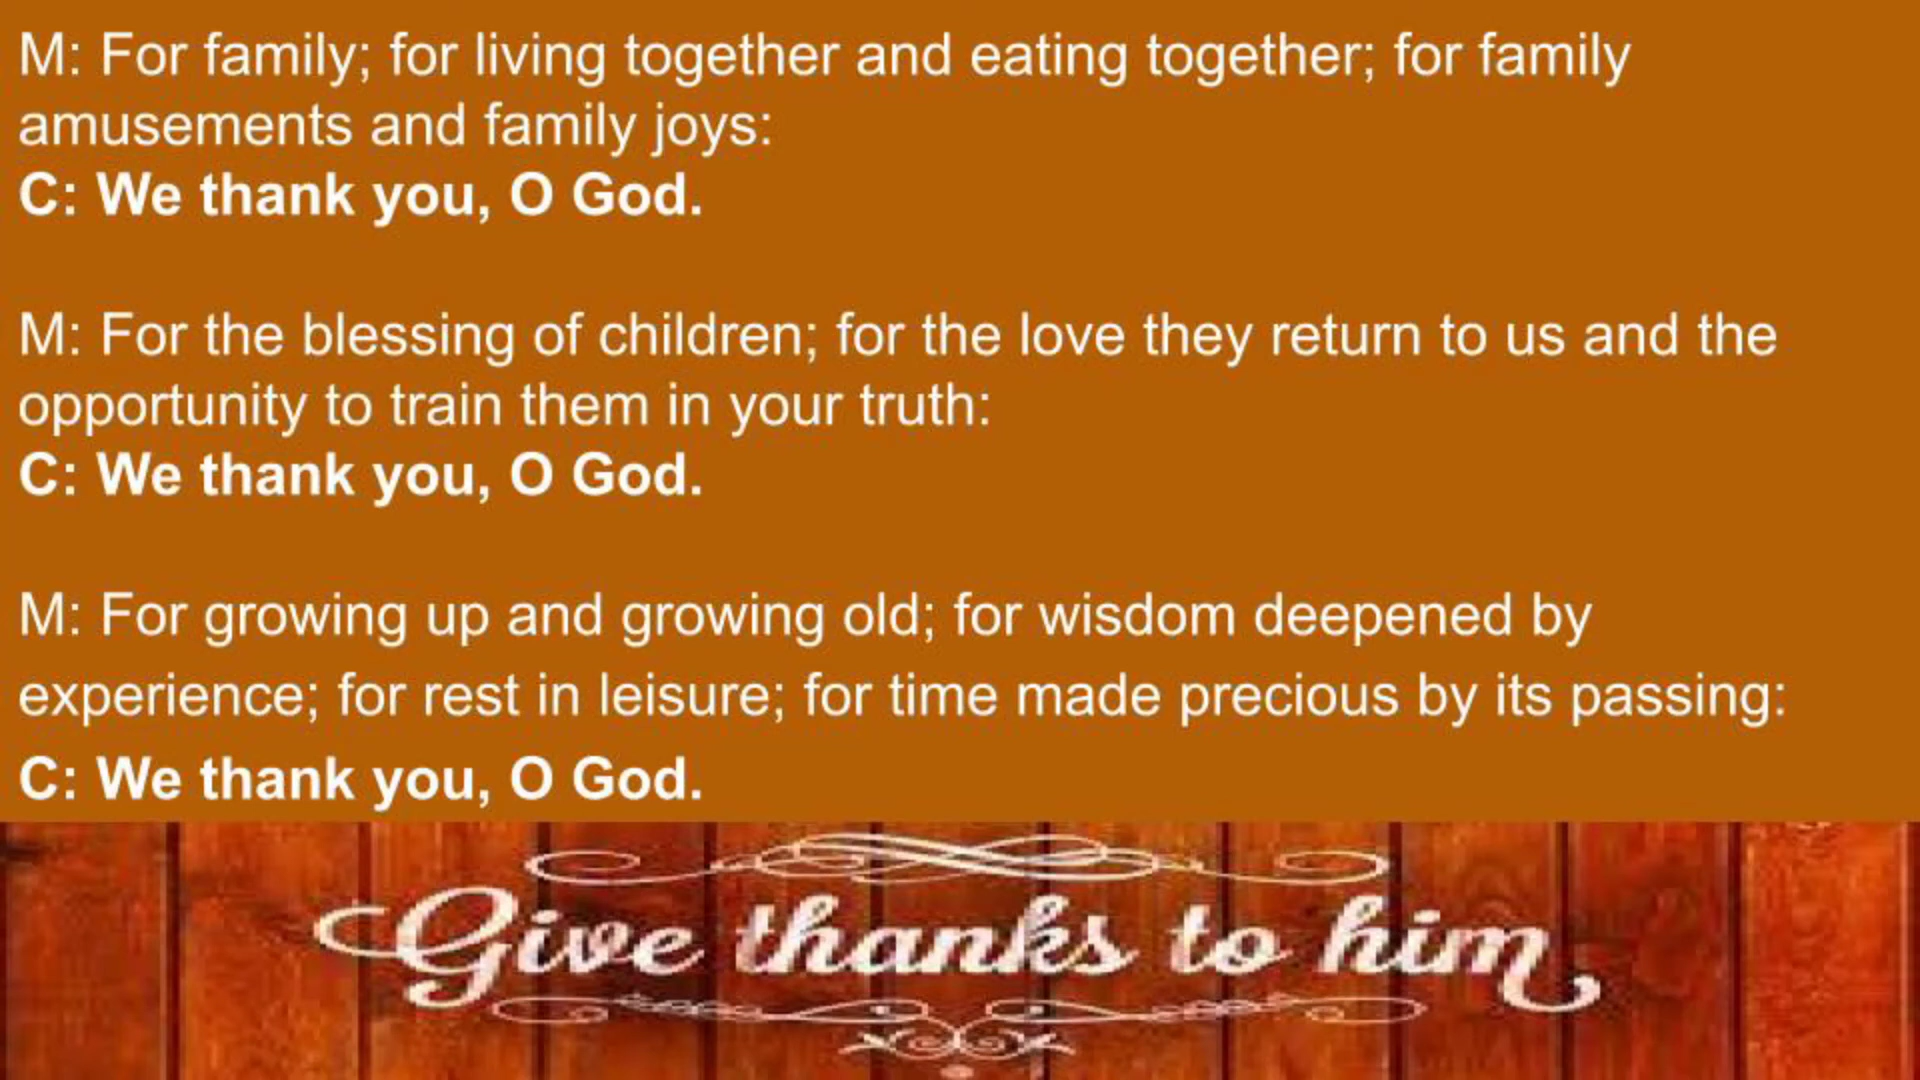 M: For family; for living together and eating together; for family
amusements and family joys:
C: We thank you, O God.
M: For the blessing of children; for the love they return to us and the
opportunity to train them in your truth:
C: We thank you, O God.
M: For growing up and growing old; for wisdom deepened by
experience; for rest in leisure; for time made precious by its passing:
C: We thank you, O God.
Give thanks to him